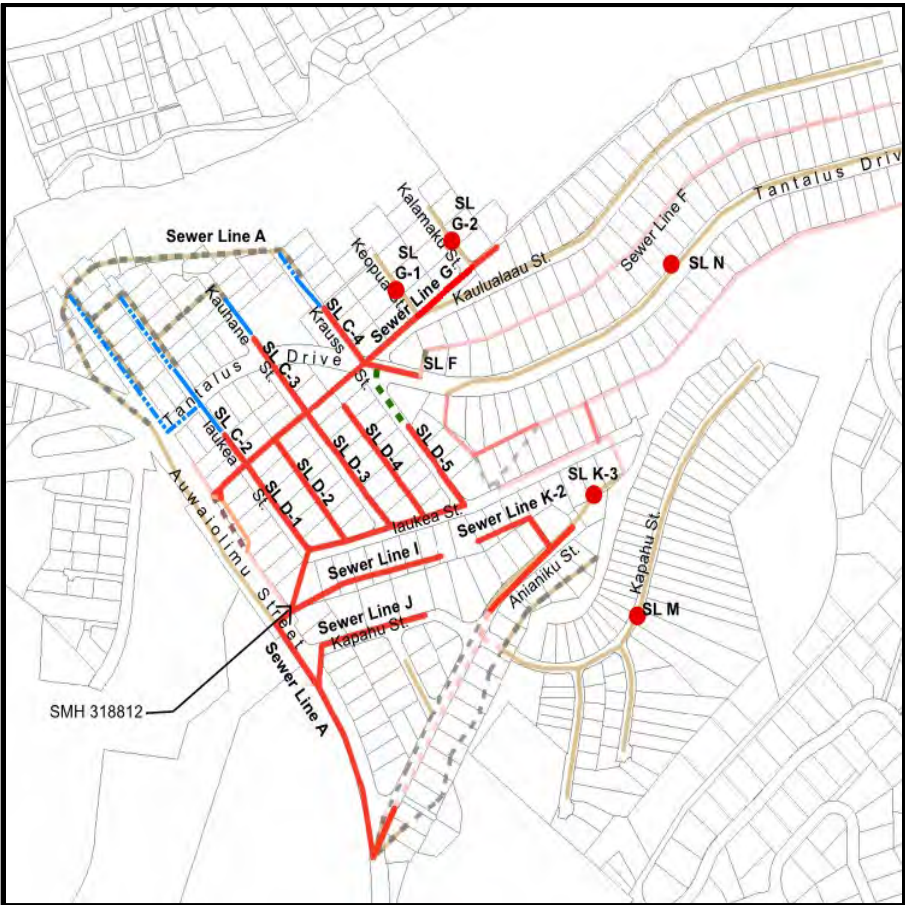 SL
G-2
Kalamaku St.
Sewer Line A
SL
G-1
Keopua St.
Sewer Line G
Kaulualaau St.
Sewer Line F
Tantalus Driv
SL N
Kauhane St.
SL C-4
Krauss St.
SL F
Tantalus Drive
SL C-3
SL C-2
Iaukea St.
SL D-1
SL D-2
SL D-3
SL D-4
SL D-5
Iaukea St.
Auwaiolimu Street
Sewer Line I
Sewer Line K-2
SL K-3
Anianiku St.
Kapahu St.
SL M
Sewer Line J
Kapahu St.
Sewer Line A
SMH 318812